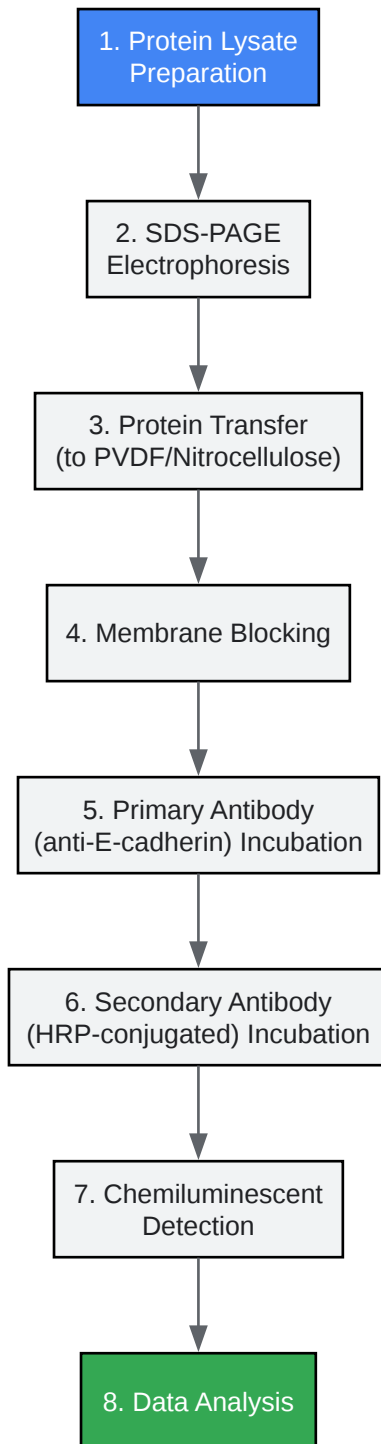 1. Protein Lysate
Preparation
2. SDS-PAGE
Electrophoresis
3. Protein Transfer
(to PVDF/Nitrocellulose)
4. Membrane Blocking
5. Primary Antibody
(anti-E-cadherin) Incubation
6. Secondary Antibody
(HRP-conjugated) Incubation
7. Chemiluminescent
Detection
8. Data Analysis